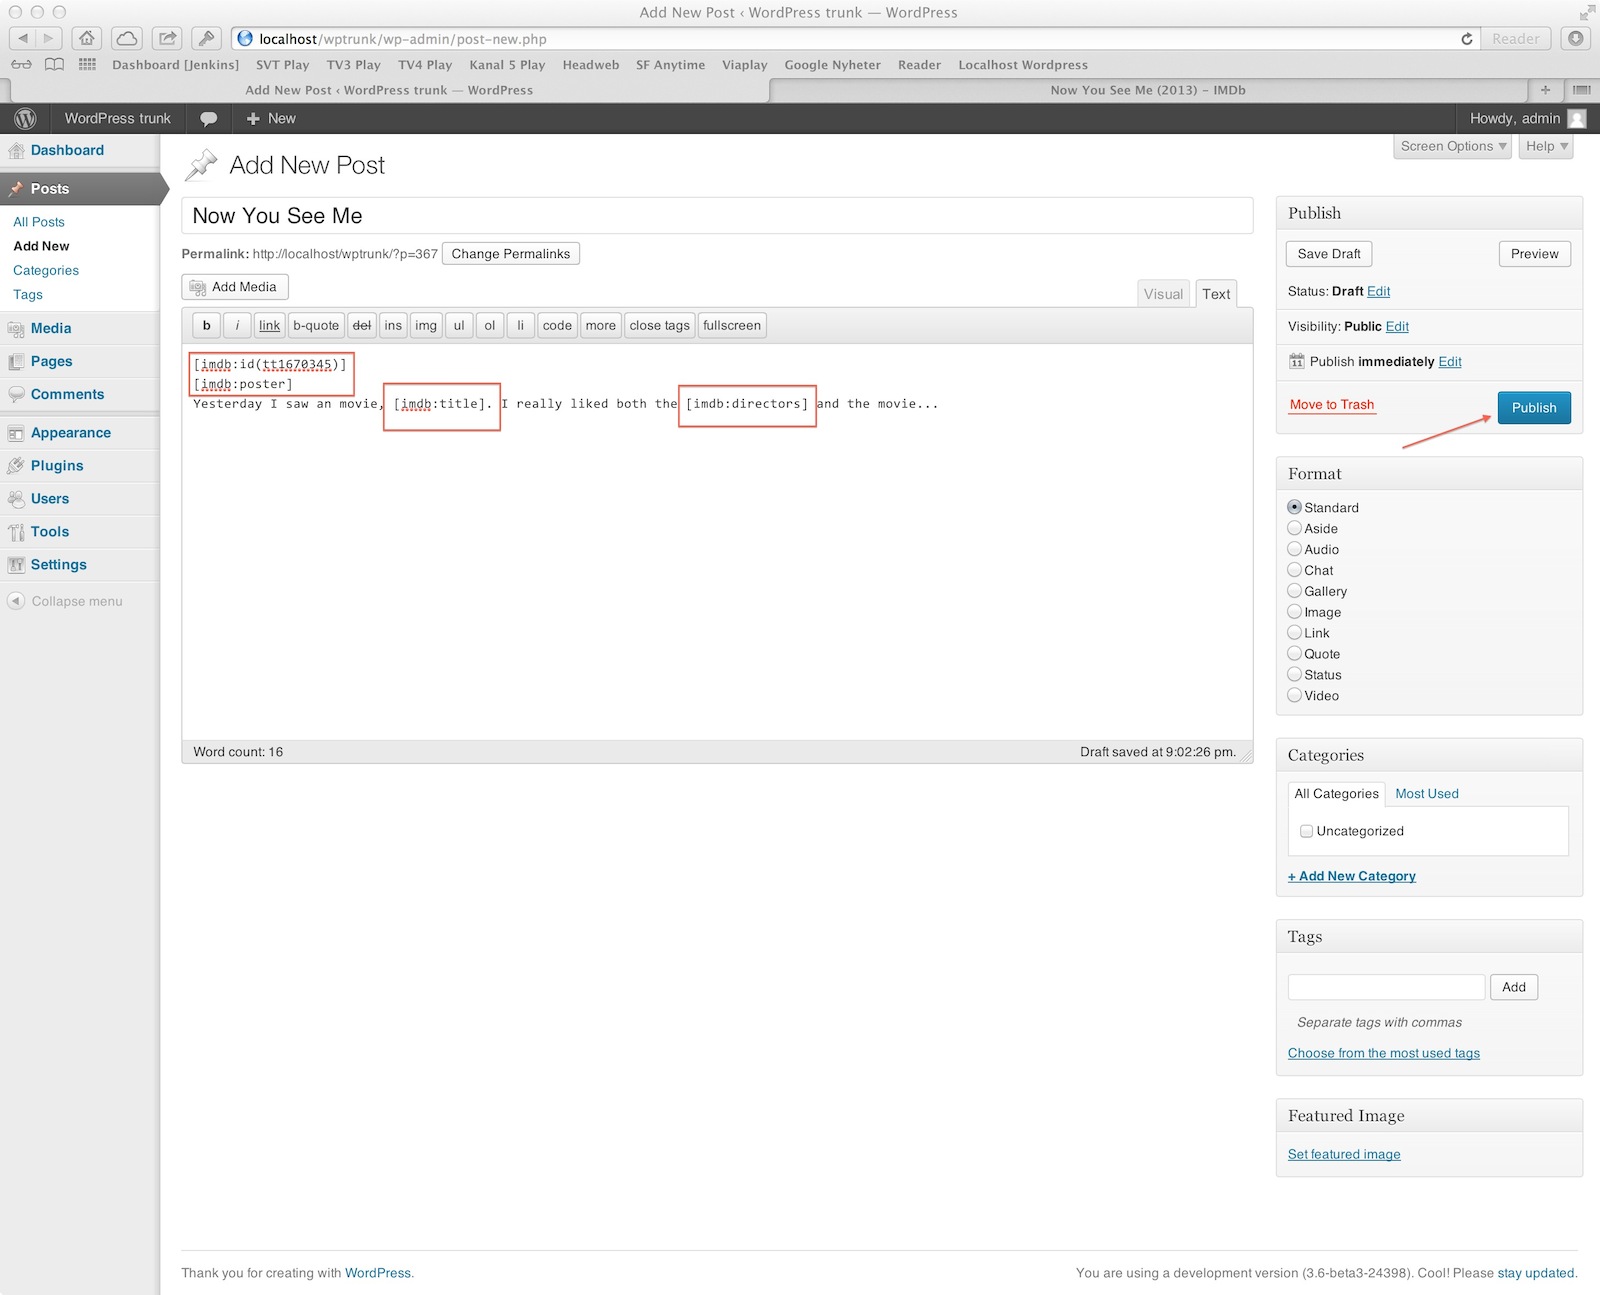 Add New Post ‹ WordPress trunk — WordPress
localhost/wptrunk/wp-admin/post-new.php
Reader
Dashboard [Jenkins] SVT Play TV3 Play TV4 Play Kanal 5 Play Headweb SF Anytime Viaplay Google Nyheter Reader Localhost Wordpress
Add New Post ‹ WordPress trunk — WordPress
Now You See Me (2013) – IMDb
WordPress trunk
New
Howdy, admin
Dashboard
Posts
All Posts
Add New
Categories
Tags
Media
Pages
Comments
Appearance
Plugins
Users
Tools
Settings
Collapse menu
Screen Options
Help
Add New Post
Now You See Me
Permalink: http://localhost/wptrunk/?p=367 Change Permalinks
Add Media
Visual Text
b i link b-quote del ins img ul ol li code more close tags fullscreen
[imdb:id(tt1670345)]
[imdb:poster]
Yesterday I saw an movie, [imdb:title]. I really liked both the [imdb:directors] and the movie...
Word count: 16
Draft saved at 9:02:26 pm.
Publish
Save Draft Preview
Status: Draft Edit
Visibility: Public Edit
11 Publish immediately Edit
Move to Trash Publish
Format
Standard
Aside
Audio
Chat
Gallery
Image
Link
Quote
Status
Video
Categories
All Categories Most Used
Uncategorized
+ Add New Category
Tags
Add
Separate tags with commas
Choose from the most used tags
Featured Image
Set featured image
Thank you for creating with WordPress.
You are using a development version (3.6-beta3-24398). Cool! Please stay updated.